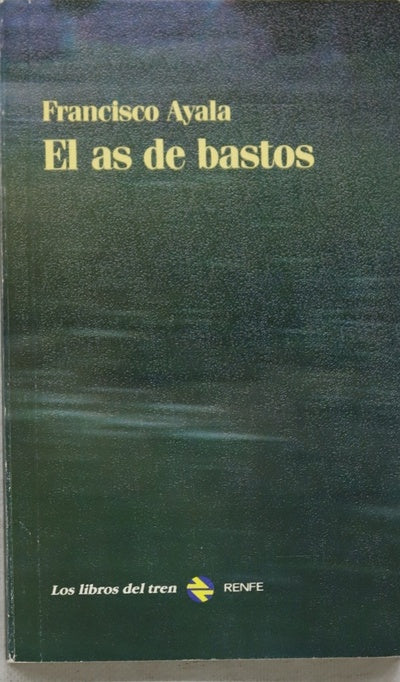 Francisco Ayala
El as de bastos
Los libros del tren RENFE